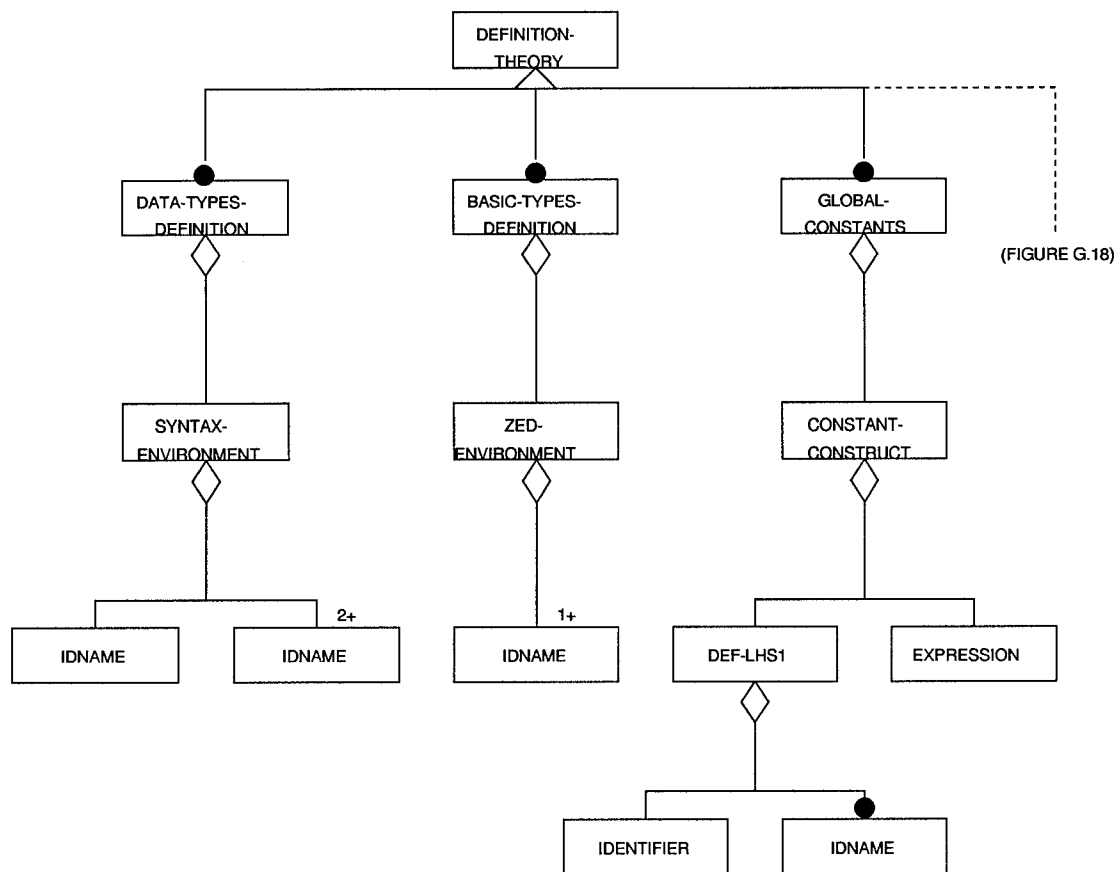 DEFINITION-
THEORY
DATA-TYPES-
DEFINITION
BASIC-TYPES-
DEFINITION
GLOBAL-
CONSTANTS
(FIGURE G.18)
SYNTAX-
ENVIRONMENT
ZED-
ENVIRONMENT
CONSTANT-
CONSTRUCT
2+
1+
IDNAME
IDNAME
IDNAME
DEF-LHS1
EXPRESSION
IDENTIFIER
IDNAME